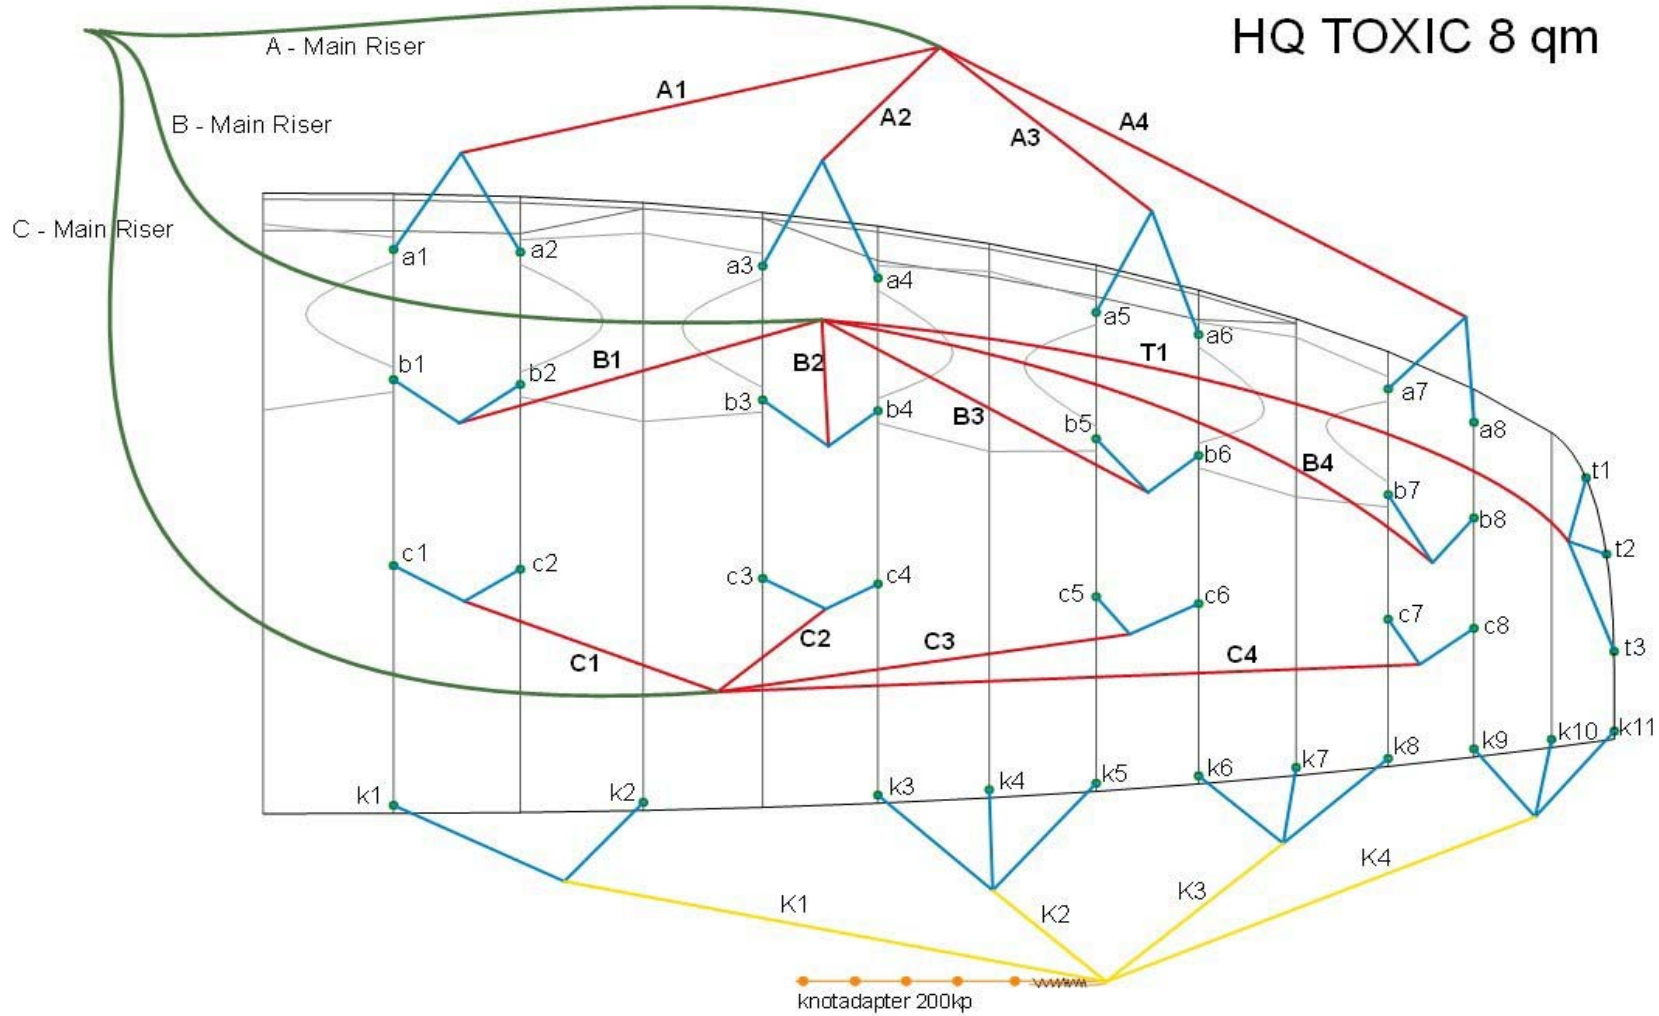 HQ TOXIC 8 qm
A - Main Riser
A1
A2
A4
B - Main Riser
A3
C - Main Riser
a1
a2
a3
a4
a5
a6
T1
B1
B2
b1
b2
a7
b3
b4
B3
b5
b6
a8
B4
t1
b7
b8
t2
c1
c2
c3
c4
c5
c6
c7
c8
C1
C2
C3
C4
t3
k1
k2
k3
k4
k5
k6
k7
k8
k9
k10
k11
K1
K2
K3
K4
knotadapter 200kp